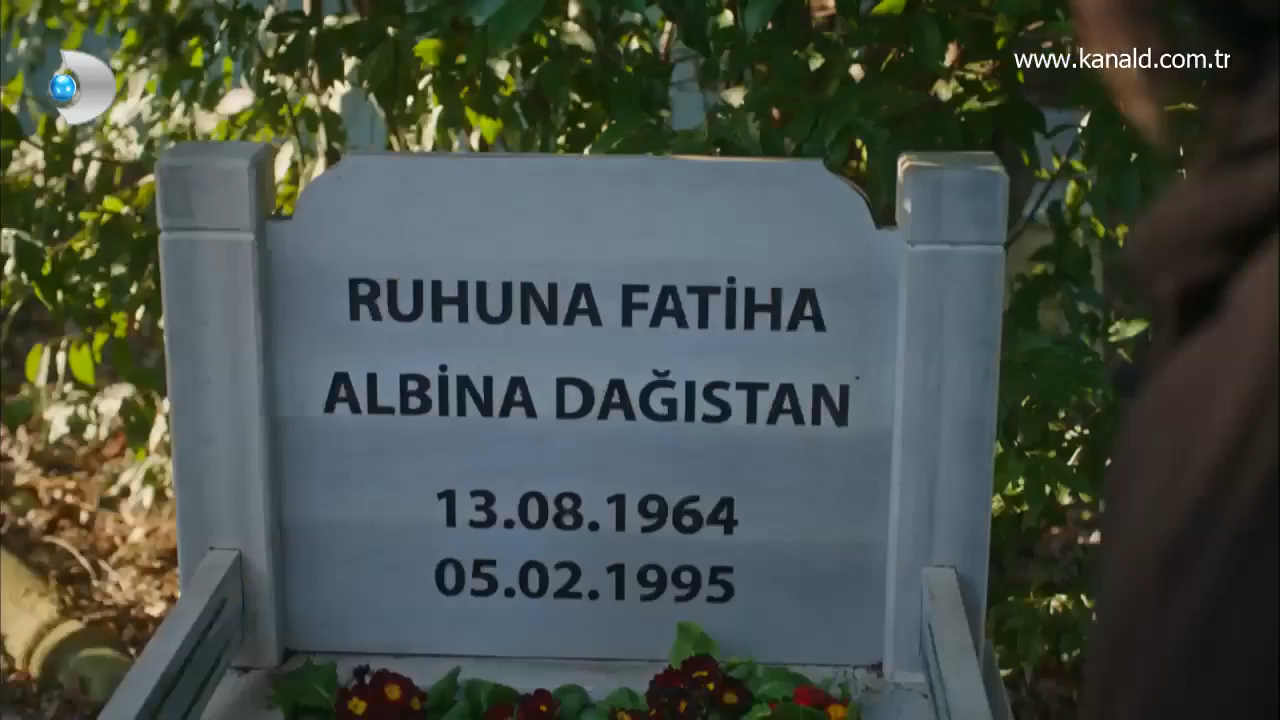 www.kanald.com.tr
RUHUNA FATİHA
ALBİNA DAĞISTAN
13.08.1964
05.02.1995